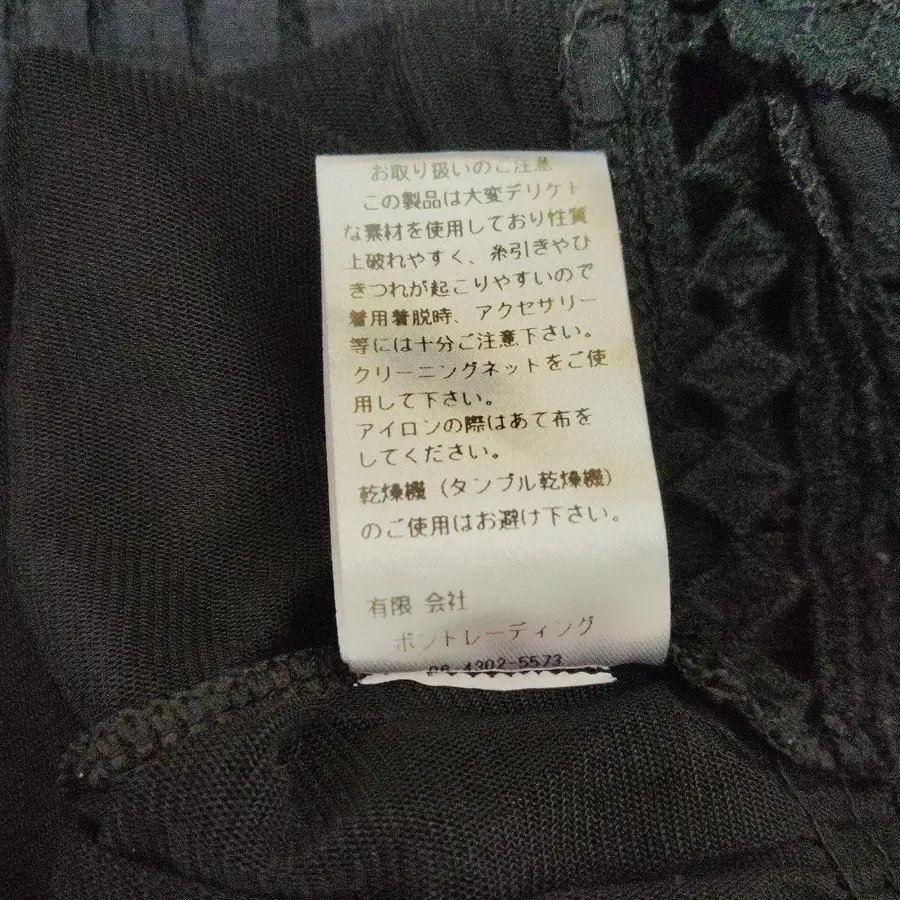 お取り扱いのご注意
この製品は大変デリケト
な素材を使用しており性質
上破れやすく、糸引きやひ
きつれが起こりやすいので
着用着脱時、アクセサリー
等には十分ご注意下さい。
クリーニングネットをご使
用して下さい。
アイロンの際はあて布を
してください。
乾燥機（タンブル乾燥機）
のご使用はお避け下さい。
有限 会社
ボントレーディング
06-4302-5573